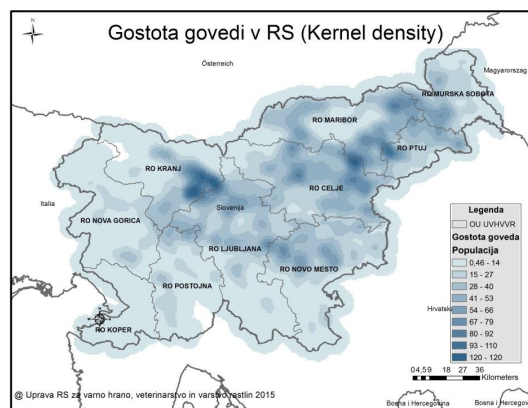 Gostota govedi v RS (Kernel density)
N
Österreich
Magyarorszag
RO MURSKA SOBOTA
RO MARIBOR
RO PTUJ
RO KRANJ
RO CELJE
Italia
Slovenija
RO NOVA GORICA
RO LJUBLJANA
RO NOVO MESTO
RO POSTOJNA
RO KOPER
Hrvatske
Legenda
OU UVHVVR
Gostota goveda
Populacija
0,46 - 14
15 - 27
28 - 40
41 - 53
54 - 66
67 - 79
80 - 92
93 - 110
120 - 120
0 4,5 9 18 27 36
Kilometers
@ Uprava RS za varno hrano, veterinarstvo in varstvo rastlin 2015
Bosna i Hercegovina
Bosna i Hercegovina